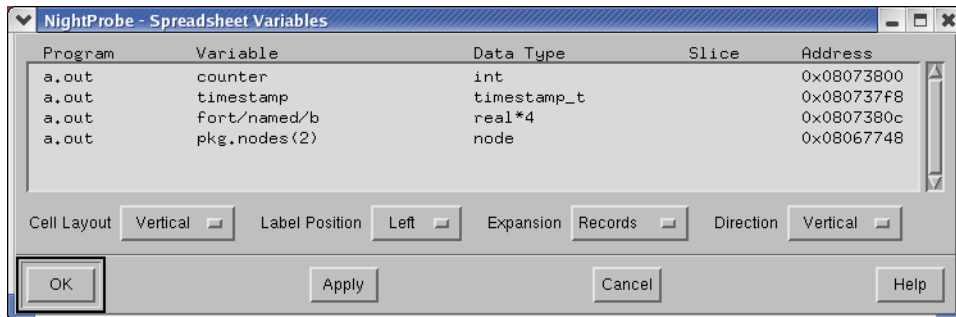 NightProbe - Spreadsheet Variables
Program Variable Data Type Slice Address
a.out counter int 0x08073800
a.out timestamp timestamp_t 0x080737f8
a.out fort/named/b real*4 0x0807380c
a.out pkg.nodes(2) node 0x08067748
Cell Layout Vertical Label Position Left Expansion Records Direction Vertical
OK Apply Cancel Help